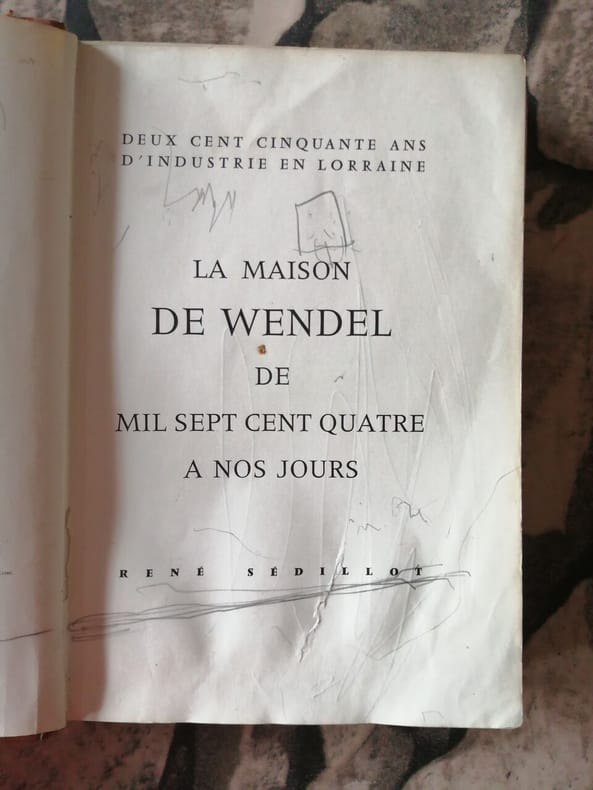 DEUX CENT CINQUANTE ANS
D'INDUSTRIE EN LORRAINE
LA MAISON
DE WENDEL
DE
MIL SEPT CENT QUATRE
A NOS JOURS
RENÉ SÉDILLOT